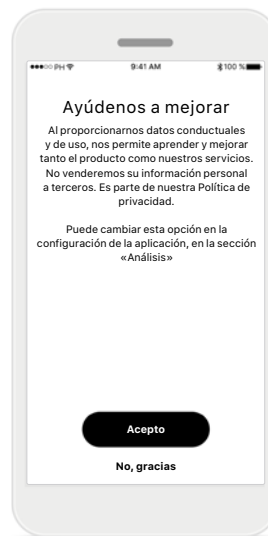 ●●●○○ PH 9:41 AM 100 %
Ayúdenos a mejorar
Al proporcionarnos datos conductuales
y de uso, nos permite aprender y mejorar
tanto el producto como nuestros servicios.
No venderemos su información personal
a terceros. Es parte de nuestra Política de
privacidad.
Puede cambiar esta opción en la
configuración de la aplicación, en la sección
«Análisis»
Acepto
No, gracias